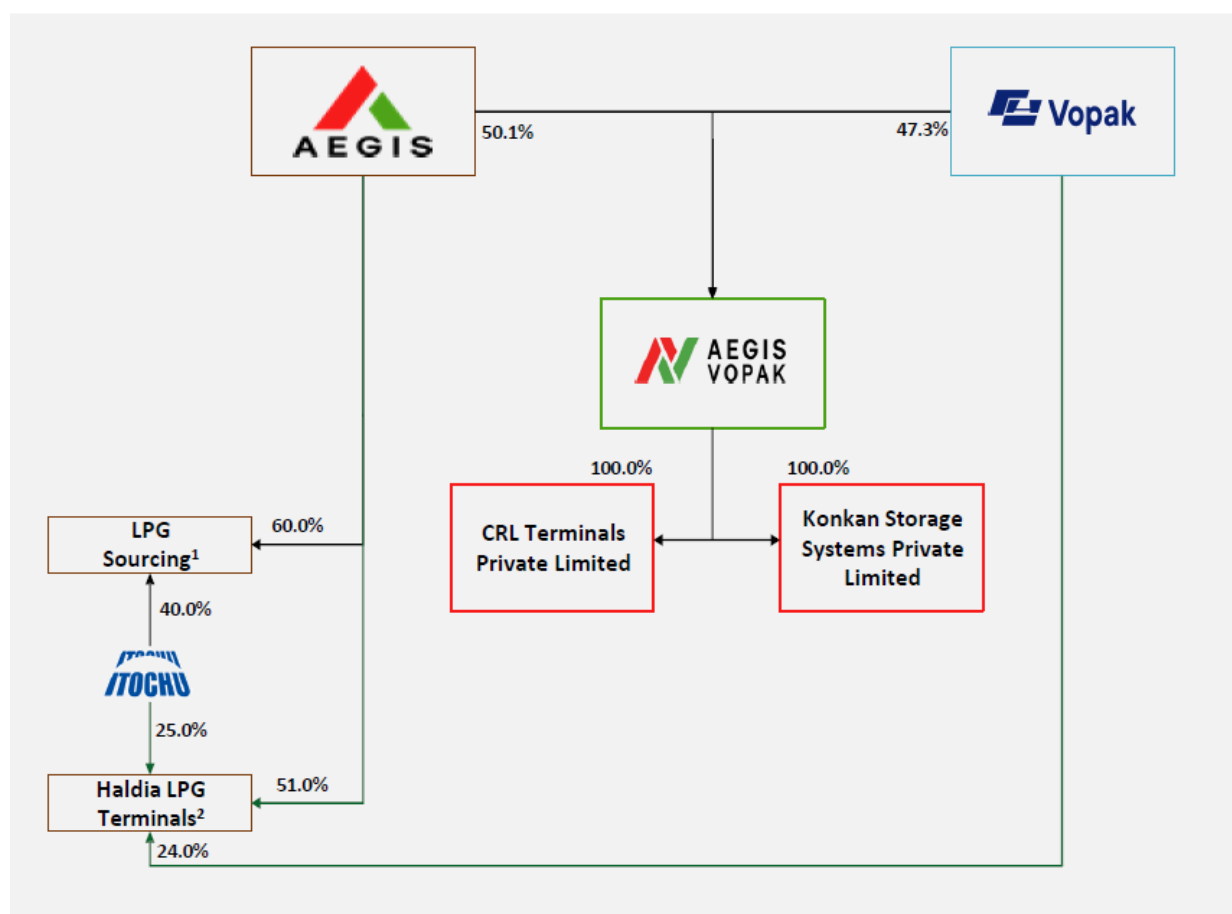 AEGIS
Vopak
50.1%
47.3%
AEGIS
VOPAK
100.0%
100.0%
CRL Terminals
Private Limited
Konkan Storage
Systems Private
Limited
LPG
Sourcing¹
60.0%
40.0%
ITOCHU
ITOCHU
25.0%
Haldia LPG
Terminals²
51.0%
24.0%